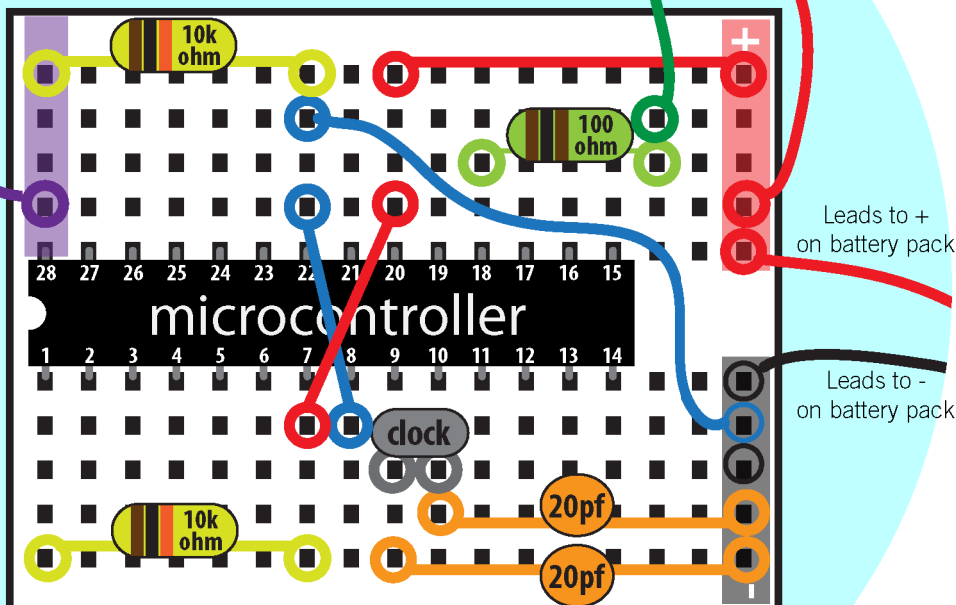 10k
ohm
+
100
ohm
Leads to +
on battery pack
28 27 26 25 24 23 22 21 20 19 18 17 16 15
microcontroller
1 2 3 4 5 6 7 8 9 10 11 12 13 14
Leads to -
on battery pack
clock
10k
ohm
20pf
20pf
-